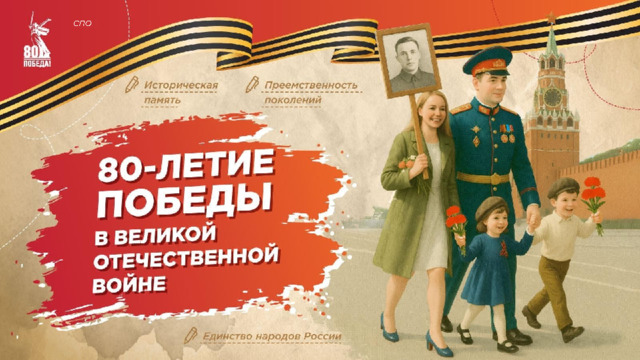 80
ПОБЕДА!
СПО
Историческая
память
Преемственность
поколений
80-ЛЕТИЕ
ПОБЕДЫ
В ВЕЛИКОЙ
ОТЕЧЕСТВЕННОЙ
ВОЙНЕ
Единство народов России